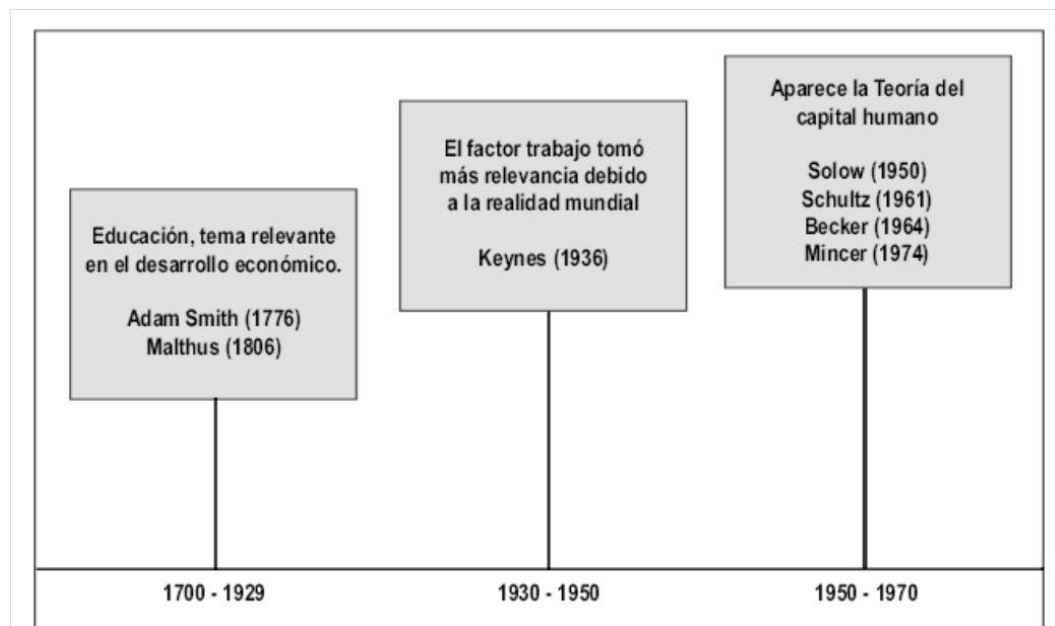 Educación, tema relevante
en el desarrollo económico.
Adam Smith (1776)
Malthus (1806)
El factor trabajo tomó
más relevancia debido
a la realidad mundial
Keynes (1936)
Aparece la Teoría del
capital humano
Solow (1950)
Schultz (1961)
Becker (1964)
Mincer (1974)
1700 - 1929
1930 - 1950
1950 - 1970